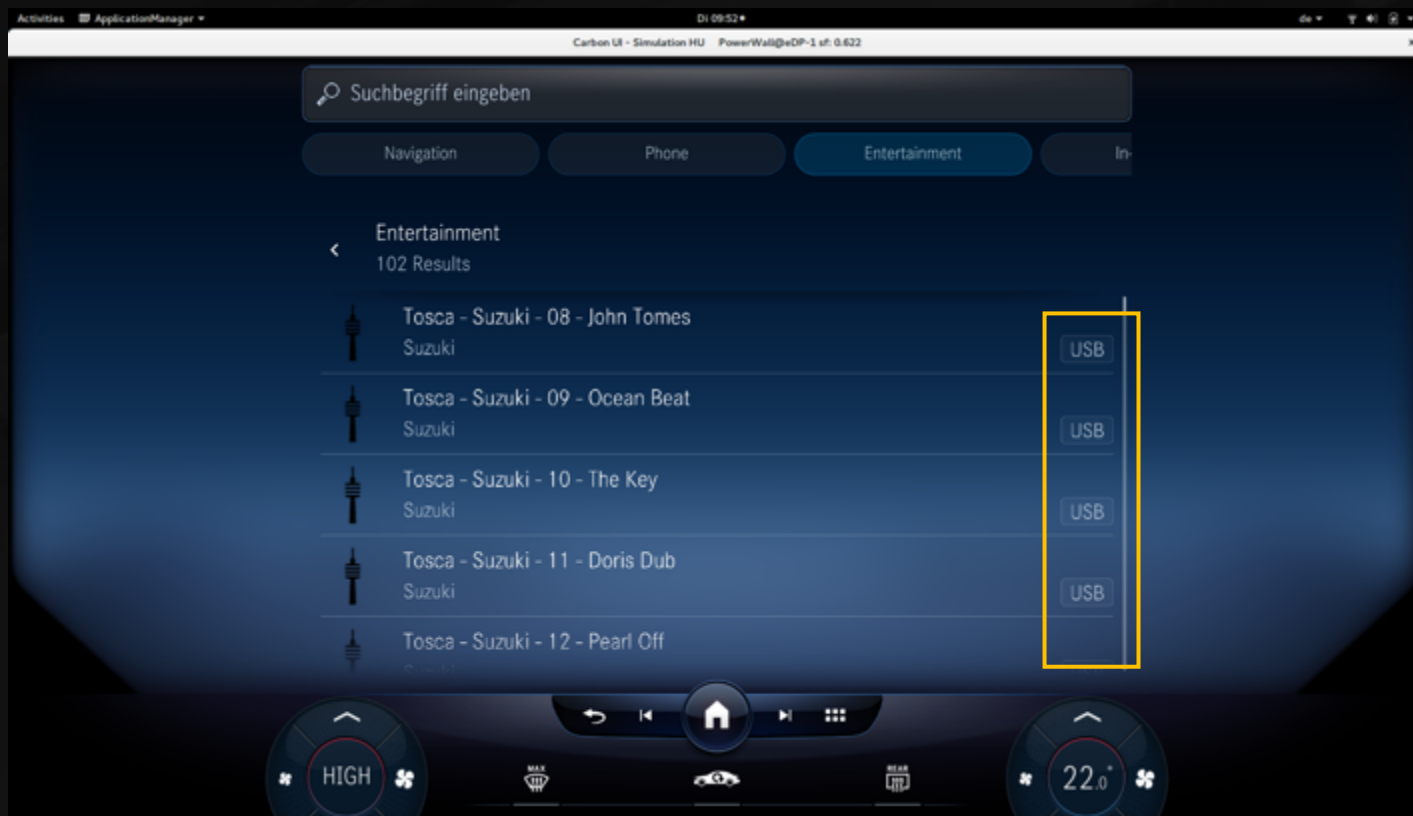 Activities ApplicationManager
Di 09:52
de
Carbon UI - Simulation HU PowerWall@eDP-1 sf: 0.622
Suchbegriff eingeben
Navigation Phone Entertainment In-
Entertainment
102 Results
Tosca - Suzuki - 08 - John Tomes
Suzuki
USB
Tosca - Suzuki - 09 - Ocean Beat
Suzuki
USB
Tosca - Suzuki - 10 - The Key
Suzuki
USB
Tosca - Suzuki - 11 - Doris Dub
Suzuki
USB
Tosca - Suzuki - 12 - Pearl Off
HIGH
MAX
REAR
22.0°